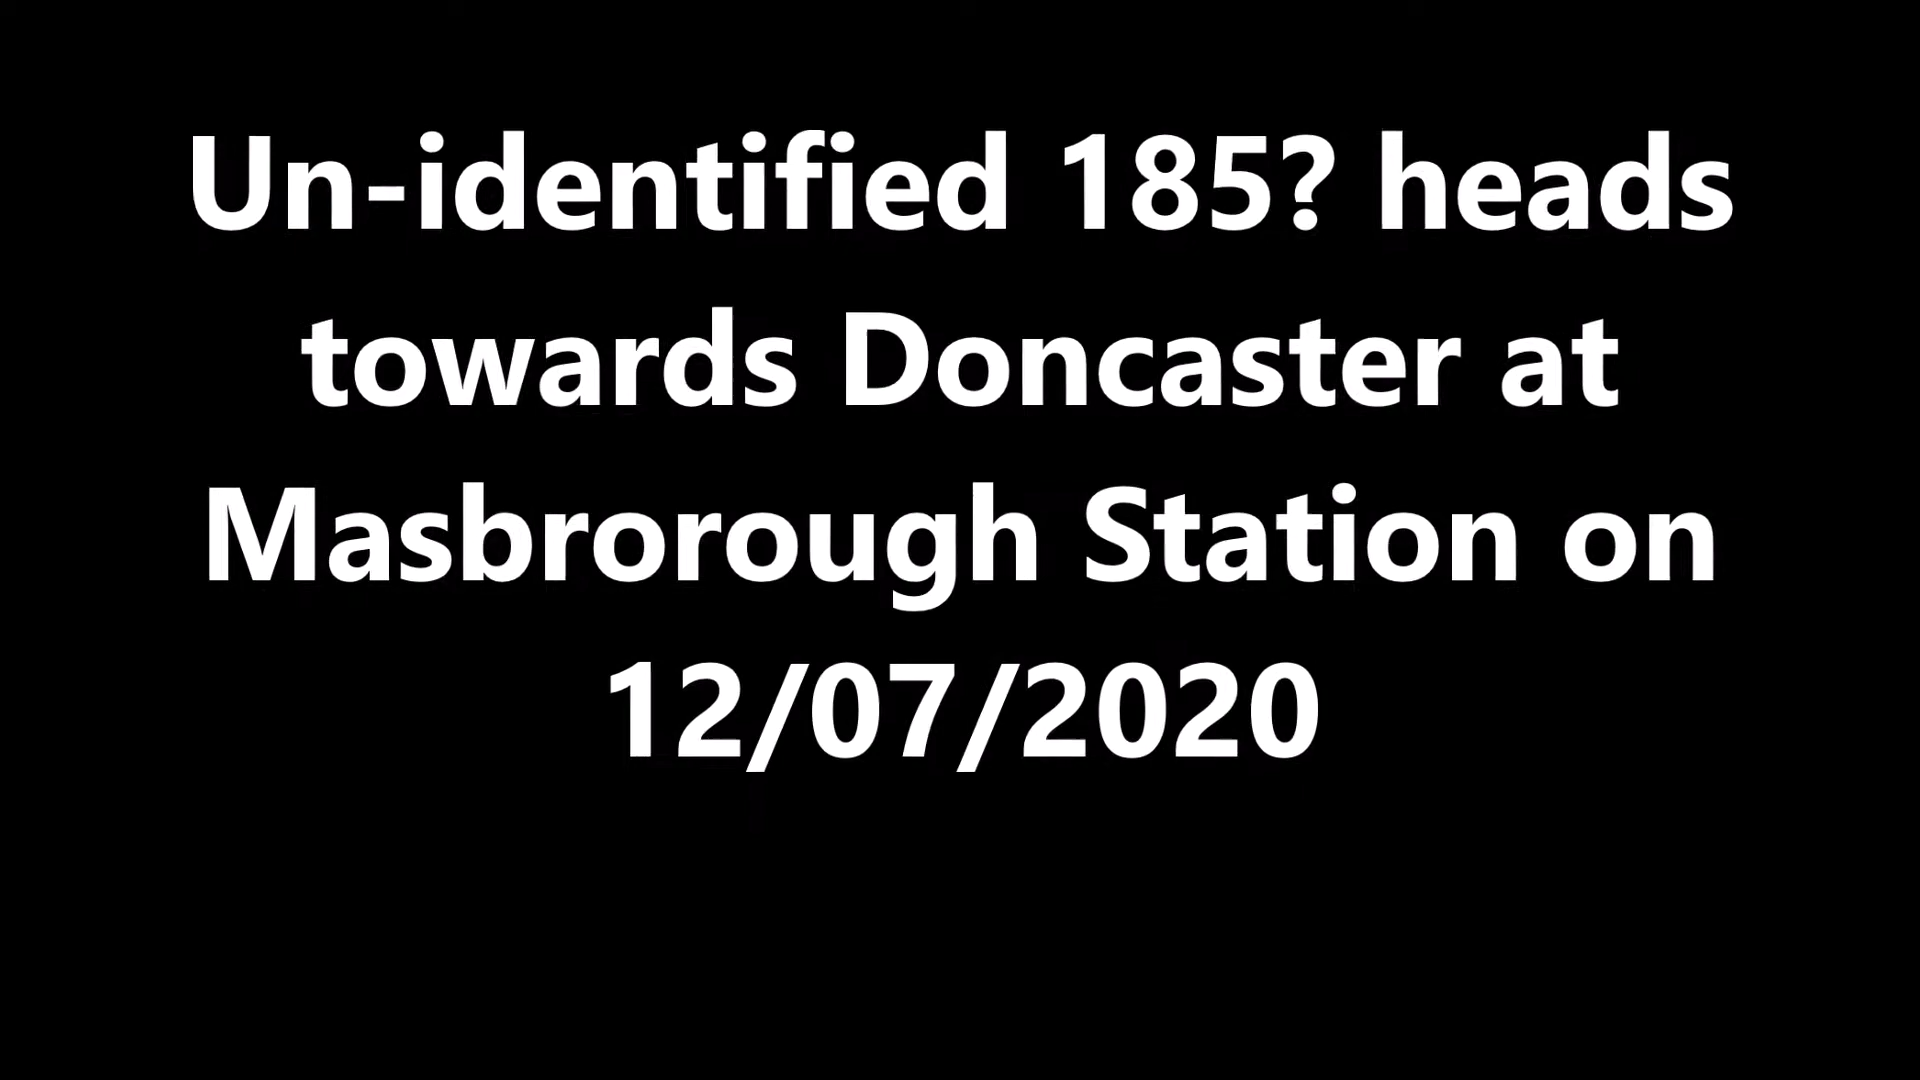 Un-identified 185? heads
towards Doncaster at
Masbrorough Station on
12/07/2020